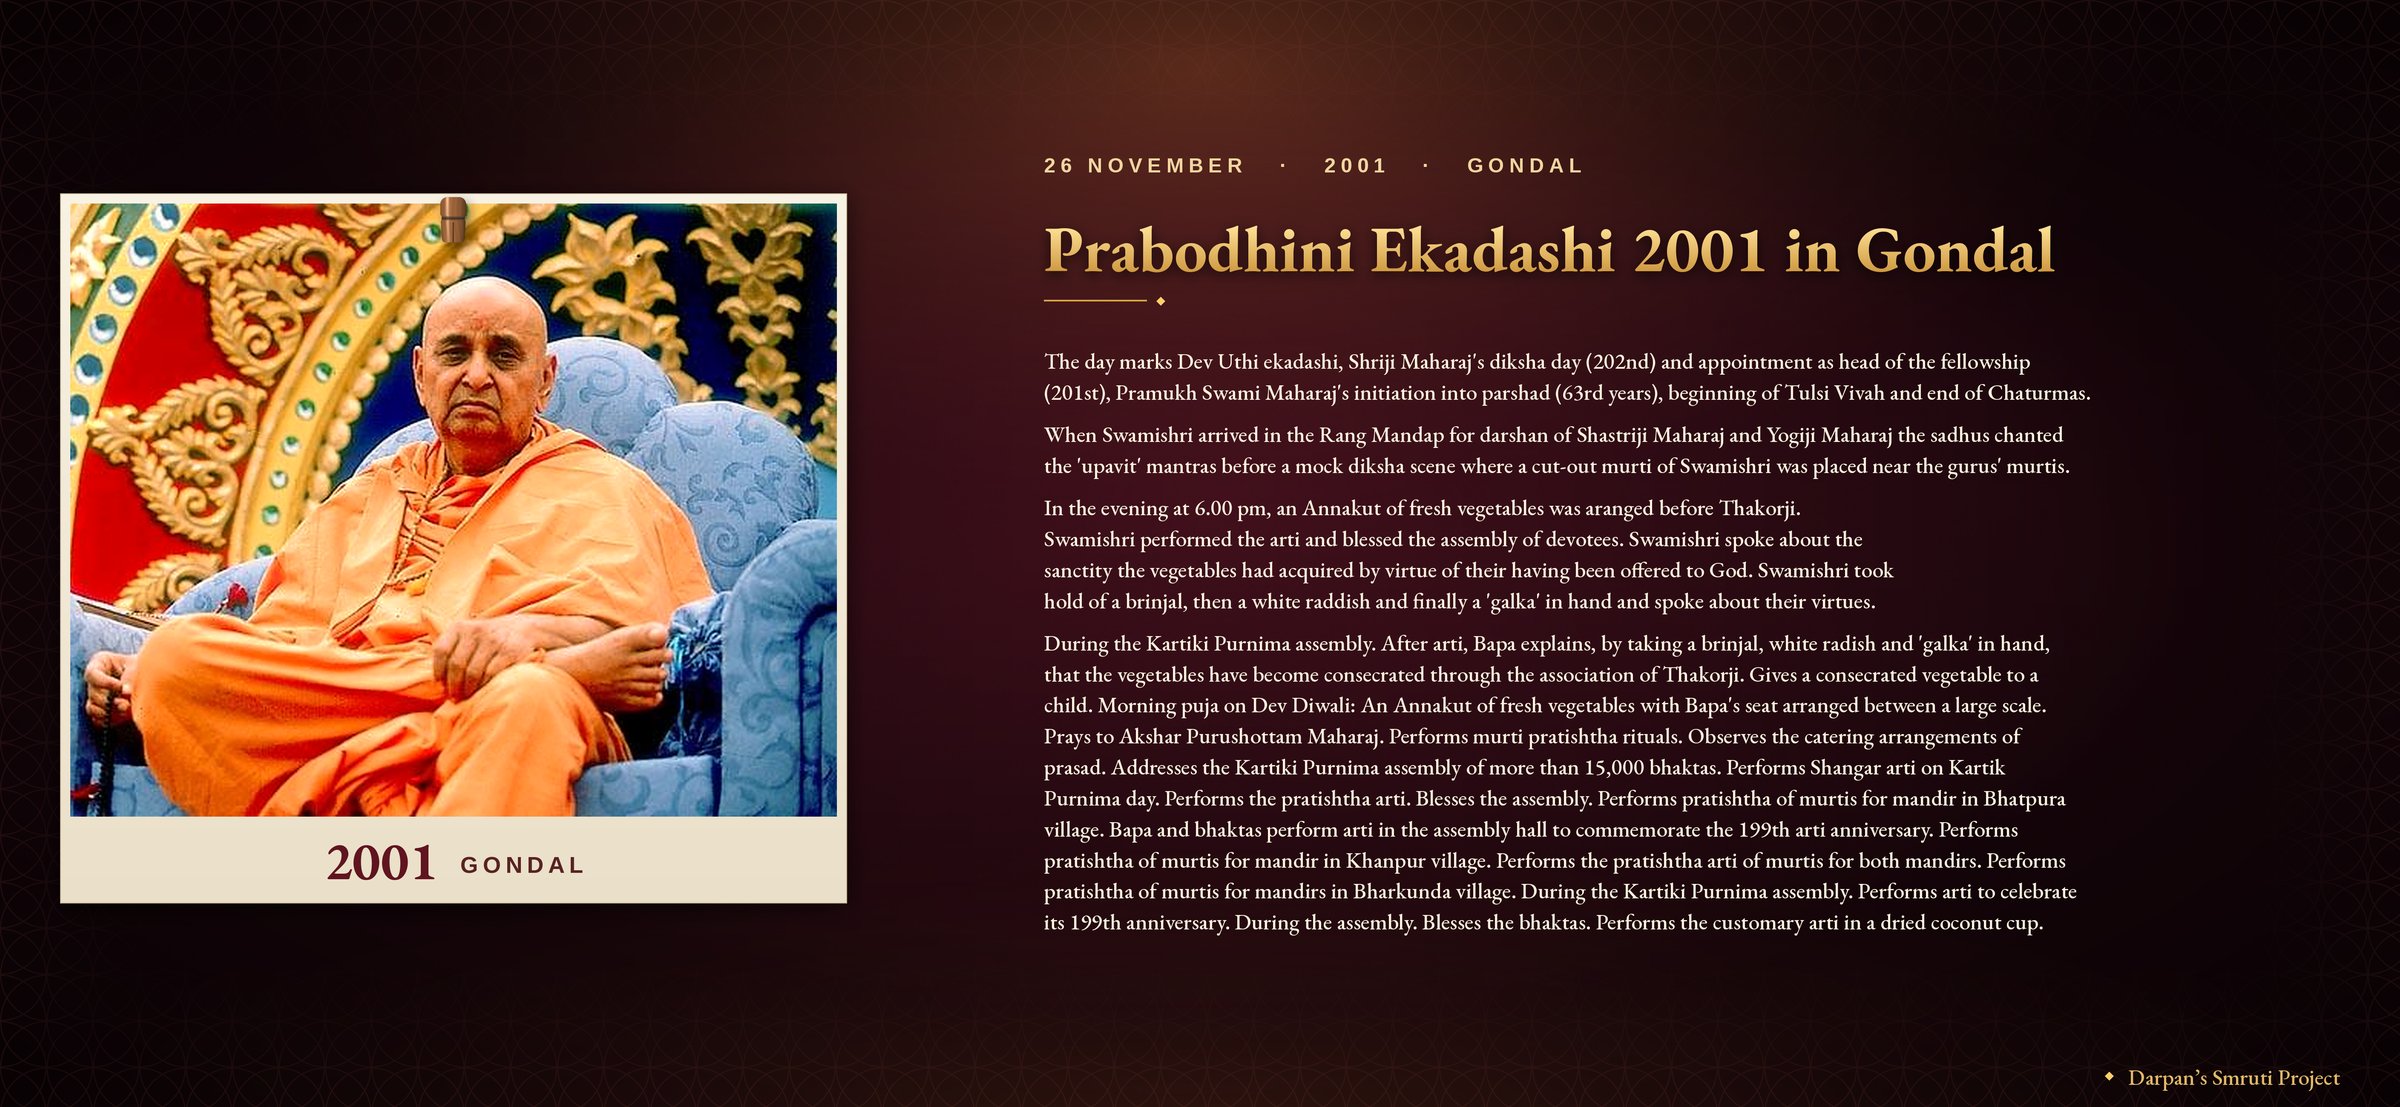 26 NOVEMBER · 2001 · GONDAL
Prabodhini Ekadashi 2001 in Gondal
The day marks Dev Uthi ekadashi, Shriji Maharaj's diksha day (202nd) and appointment as head of the fellowship
(201st), Pramukh Swami Maharaj's initiation into parshad (63rd years), beginning of Tulsi Vivah and end of Chaturmas.
When Swamishri arrived in the Rang Mandap for darshan of Shastriji Maharaj and Yogiji Maharaj the sadhus chanted
the 'upavit' mantras before a mock diksha scene where a cut-out murti of Swamishri was placed near the gurus' murtis.
In the evening at 6.00 pm, an Annakut of fresh vegetables was aranged before Thakorji.
Swamishri performed the arti and blessed the assembly of devotees. Swamishri spoke about the
sanctity the vegetables had acquired by virtue of their having been offered to God. Swamishri took
hold of a brinjal, then a white raddish and finally a 'galka' in hand and spoke about their virtues.
During the Kartiki Purnima assembly. After arti, Bapa explains, by taking a brinjal, white radish and 'galka' in hand,
that the vegetables have become consecrated through the association of Thakorji. Gives a consecrated vegetable to a
child. Morning puja on Dev Diwali: An Annakut of fresh vegetables with Bapa's seat arranged between a large scale.
Prays to Akshar Purushottam Maharaj. Performs murti pratishtha rituals. Observes the catering arrangements of
prasad. Addresses the Kartiki Purnima assembly of more than 15,000 bhaktas. Performs Shangar arti on Kartik
Purnima day. Performs the pratishtha arti. Blesses the assembly. Performs pratishtha of murtis for mandir in Bhatpura
village. Bapa and bhaktas perform arti in the assembly hall to commemorate the 199th arti anniversary. Performs
pratishtha of murtis for mandir in Khanpur village. Performs the pratishtha arti of murtis for both mandirs. Performs
pratishtha of murtis for mandirs in Bharkunda village. During the Kartiki Purnima assembly. Performs arti to celebrate
its 199th anniversary. During the assembly. Blesses the bhaktas. Performs the customary arti in a dried coconut cup.
2001 GONDAL
Darpan’s Smruti Project